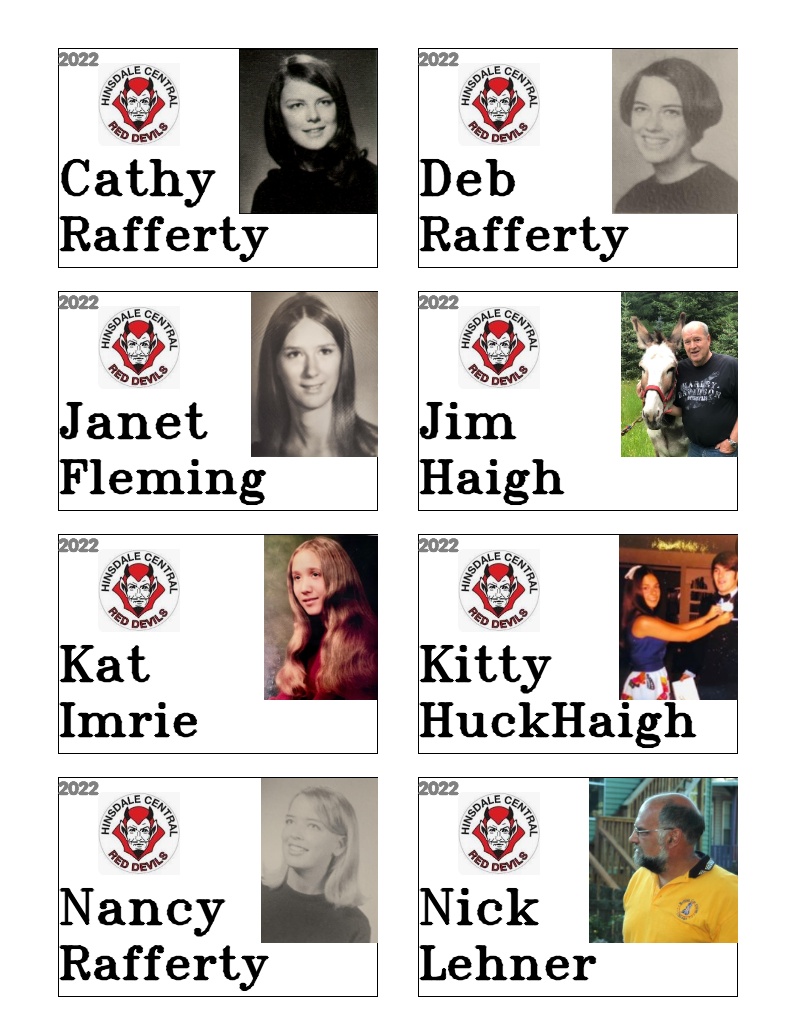 2022
HINSDALE CENTRAL
RED DEVILS
Cathy
Rafferty
2022
HINSDALE CENTRAL
RED DEVILS
Deb
Rafferty
2022
HINSDALE CENTRAL
RED DEVILS
Janet
Fleming
2022
HINSDALE CENTRAL
RED DEVILS
Jim
Haigh
HARLEY-
DAVIDSON
2022
HINSDALE CENTRAL
RED DEVILS
Kat
Imrie
2022
HINSDALE CENTRAL
RED DEVILS
Kitty
HuckHaigh
2022
HINSDALE CENTRAL
RED DEVILS
Nancy
Rafferty
2022
HINSDALE CENTRAL
RED DEVILS
Nick
Lehner